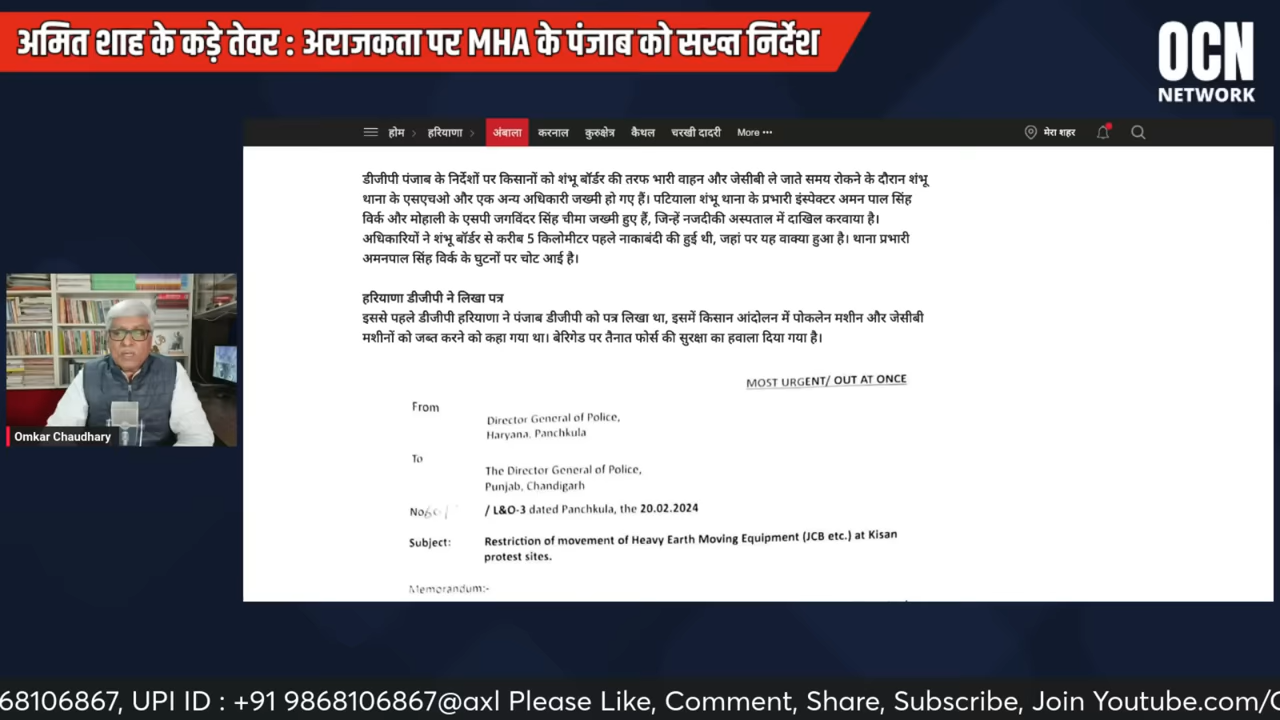 अमित शाह के कड़े तेवर : अराजकता पर MHA के पंजाब को सख्त निर्देश
OCN
NETWORK
होम हरियाणा अंबाला करनाल कुरुक्षेत्र कैथल चरखी दादरी More ••• मेरा शहर
डीजीपी पंजाब के निर्देशों पर किसानों को शंभू बॉर्डर की तरफ भारी वाहन और जेसीबी ले जाते समय रोकने के दौरान शंभू
थाना के एसएचओ और एक अन्य अधिकारी जख्मी हो गए हैं। पटियाला शंभू थाना के प्रभारी इंस्पेक्टर अमन पाल सिंह
विर्क और मोहाली के एसपी जगविंदर सिंह चीमा जख्मी हुए हैं, जिन्हें नजदीकी अस्पताल में दाखिल करवाया है।
अधिकारियों ने शंभू बॉर्डर से करीब 5 किलोमीटर पहले नाकाबंदी की हुई थी, जहां पर यह वाक्या हुआ है। थाना प्रभारी
अमनपाल सिंह विर्क के घुटनों पर चोट आई है।
हरियाणा डीजीपी ने लिखा पत्र
इससे पहले डीजीपी हरियाणा ने पंजाब डीजीपी को पत्र लिखा था, इसमें किसान आंदोलन में पोकलेन मशीन और जेसीबी
मशीनों को जब्त करने को कहा गया था। बेरिगेड पर तैनात फोर्स की सुरक्षा का हवाला दिया गया है।
MOST URGENT/ OUT AT ONCE
From
Director General of Police,
Haryana, Panchkula
To
The Director General of Police,
Punjab, Chandigarh
No / L&O-3 dated Panchkula, the 20.02.2024
Subject: Restriction of movement of Heavy Earth Moving Equipment (JCB etc.) at Kisan
protest sites.
Memorandum:-
Omkar Chaudhary
68106867, UPI ID : +91 9868106867@axl Please Like, Comment, Share, Subscribe, Join Youtube.com/